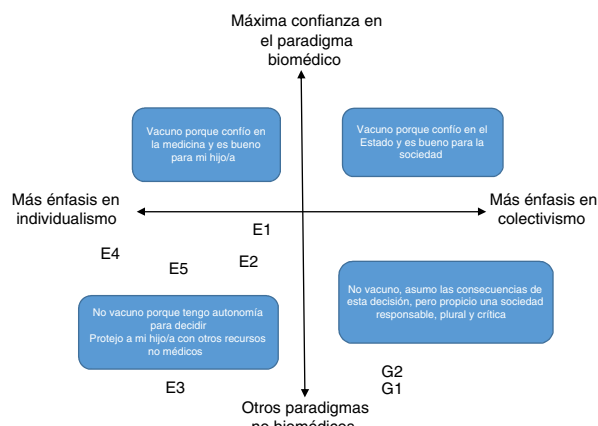 Máxima confianza en
el paradigma
biomédico
Vacuno porque confío en
la medicina y es bueno
para mi hijo/a
Vacuno porque confío en el
Estado y es bueno para la
sociedad
Más énfasis en
individualismo
Más énfasis en
colectivismo
E1
E4
E5
E2
No vacuno porque tengo autonomía
para decidir
Protejo a mi hijo/a con otros recursos
no médicos
No vacuno, asumo las consecuencias de
esta decisión, pero propicio una sociedad
responsable, plural y crítica
E3
G2
G1
Otros paradigmas
no biomédicos